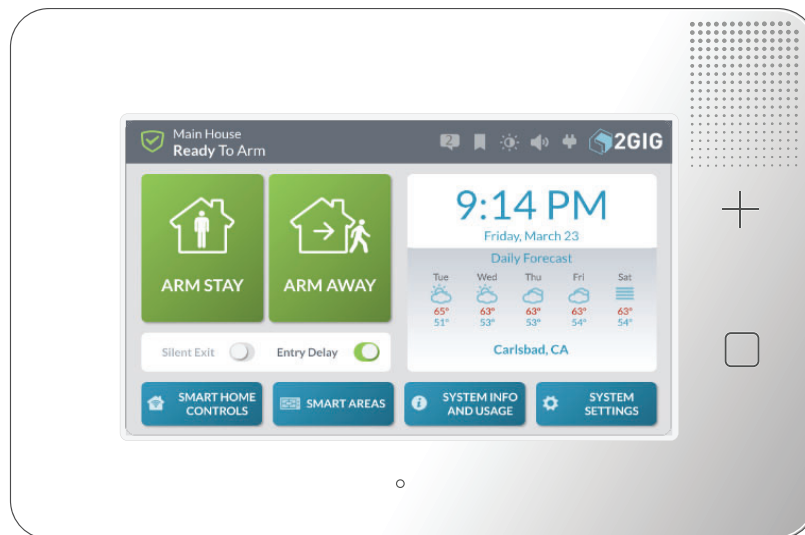 Main House
Ready To Arm
2
2GIG
ARM STAY
ARM AWAY
9:14 PM
Friday, March 23
Daily Forecast
Tue Wed Thu Fri Sat
65° 63° 63° 63° 63°
51° 53° 53° 54° 54°
Carlsbad, CA
Silent Exit
Entry Delay
SMART HOME
CONTROLS
SMART AREAS
SYSTEM INFO
AND USAGE
SYSTEM
SETTINGS